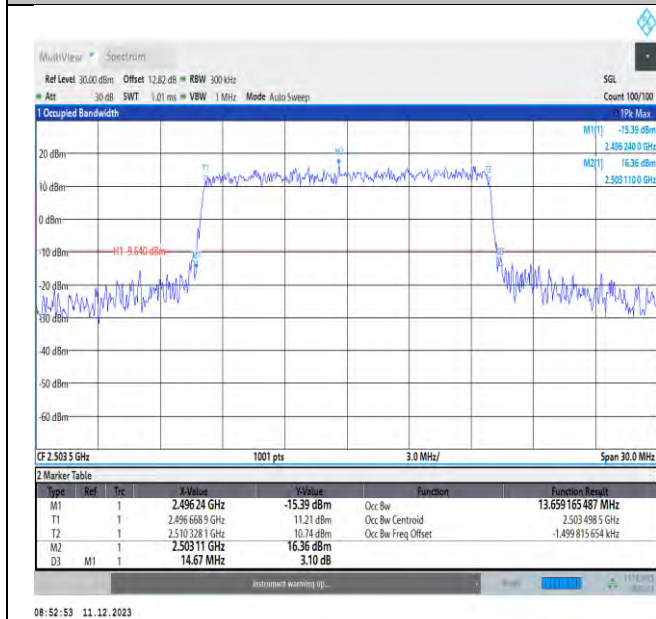 MultiView Spectrum
Ref Level 30.00 dBm Offset 12.82 dB RBW 300 kHz SGL
Att 30 dB SWT 1.01 ms VBW 1 MHz Mode Auto Sweep Count 100/100
1 Occupied Bandwidth 1Pk Max
M1[1] -15.39 dBm
2.496 240 0 GHz
M2[1] 16.36 dBm
2.503 110 0 GHz
20 dBm
M2
T1
10 dBm
0 dBm
-10 dBm
H1 -9.640 dBm
M1
-20 dBm
-30 dBm
-40 dBm
-50 dBm
-60 dBm
CF 2.503 5 GHz 1001 pts 3.0 MHz/ Span 30.0 MHz
2 Marker Table
Type Ref Trc X-Value Y-Value Function Function Result
M1 1 2.496 24 GHz -15.39 dBm Occ Bw 13.659 165 487 MHz
T1 1 2.496 668 9 GHz 11.21 dBm Occ Bw Centroid 2.503 498 5 GHz
T2 1 2.510 328 1 GHz 10.74 dBm Occ Bw Freq Offset -1.499 815 654 kHz
M2 1 2.503 11 GHz 16.36 dBm
D3 M1 1 14.67 MHz 3.10 dB
Instrument warming up...
08:52:53 11.12.2023